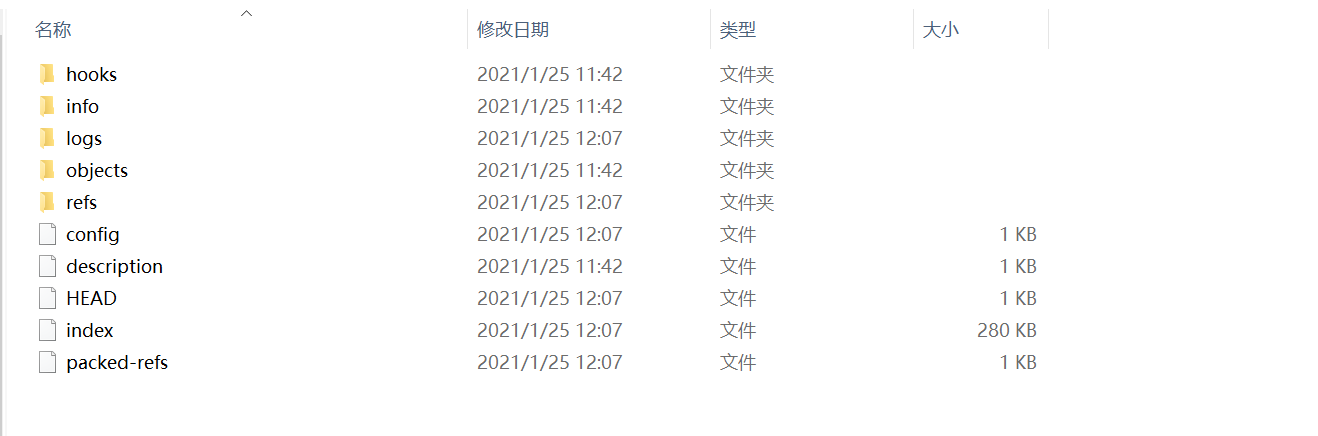 名称 修改日期 类型 大小
hooks 2021/1/25 11:42 文件夹
info 2021/1/25 11:42 文件夹
logs 2021/1/25 12:07 文件夹
objects 2021/1/25 11:42 文件夹
refs 2021/1/25 12:07 文件夹
config 2021/1/25 12:07 文件 1 KB
description 2021/1/25 11:42 文件 1 KB
HEAD 2021/1/25 12:07 文件 1 KB
index 2021/1/25 12:07 文件 280 KB
packed-refs 2021/1/25 12:07 文件 1 KB